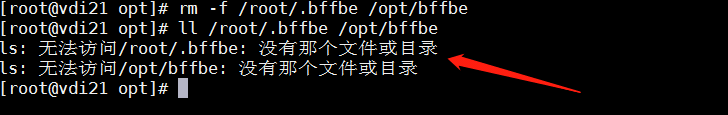 [root@vdi21 opt]# rm -f /root/.bffbe /opt/bffbe
[root@vdi21 opt]# ll /root/.bffbe /opt/bffbe
ls: 无法访问/root/.bffbe: 没有那个文件或目录
ls: 无法访问/opt/bffbe: 没有那个文件或目录
[root@vdi21 opt]#